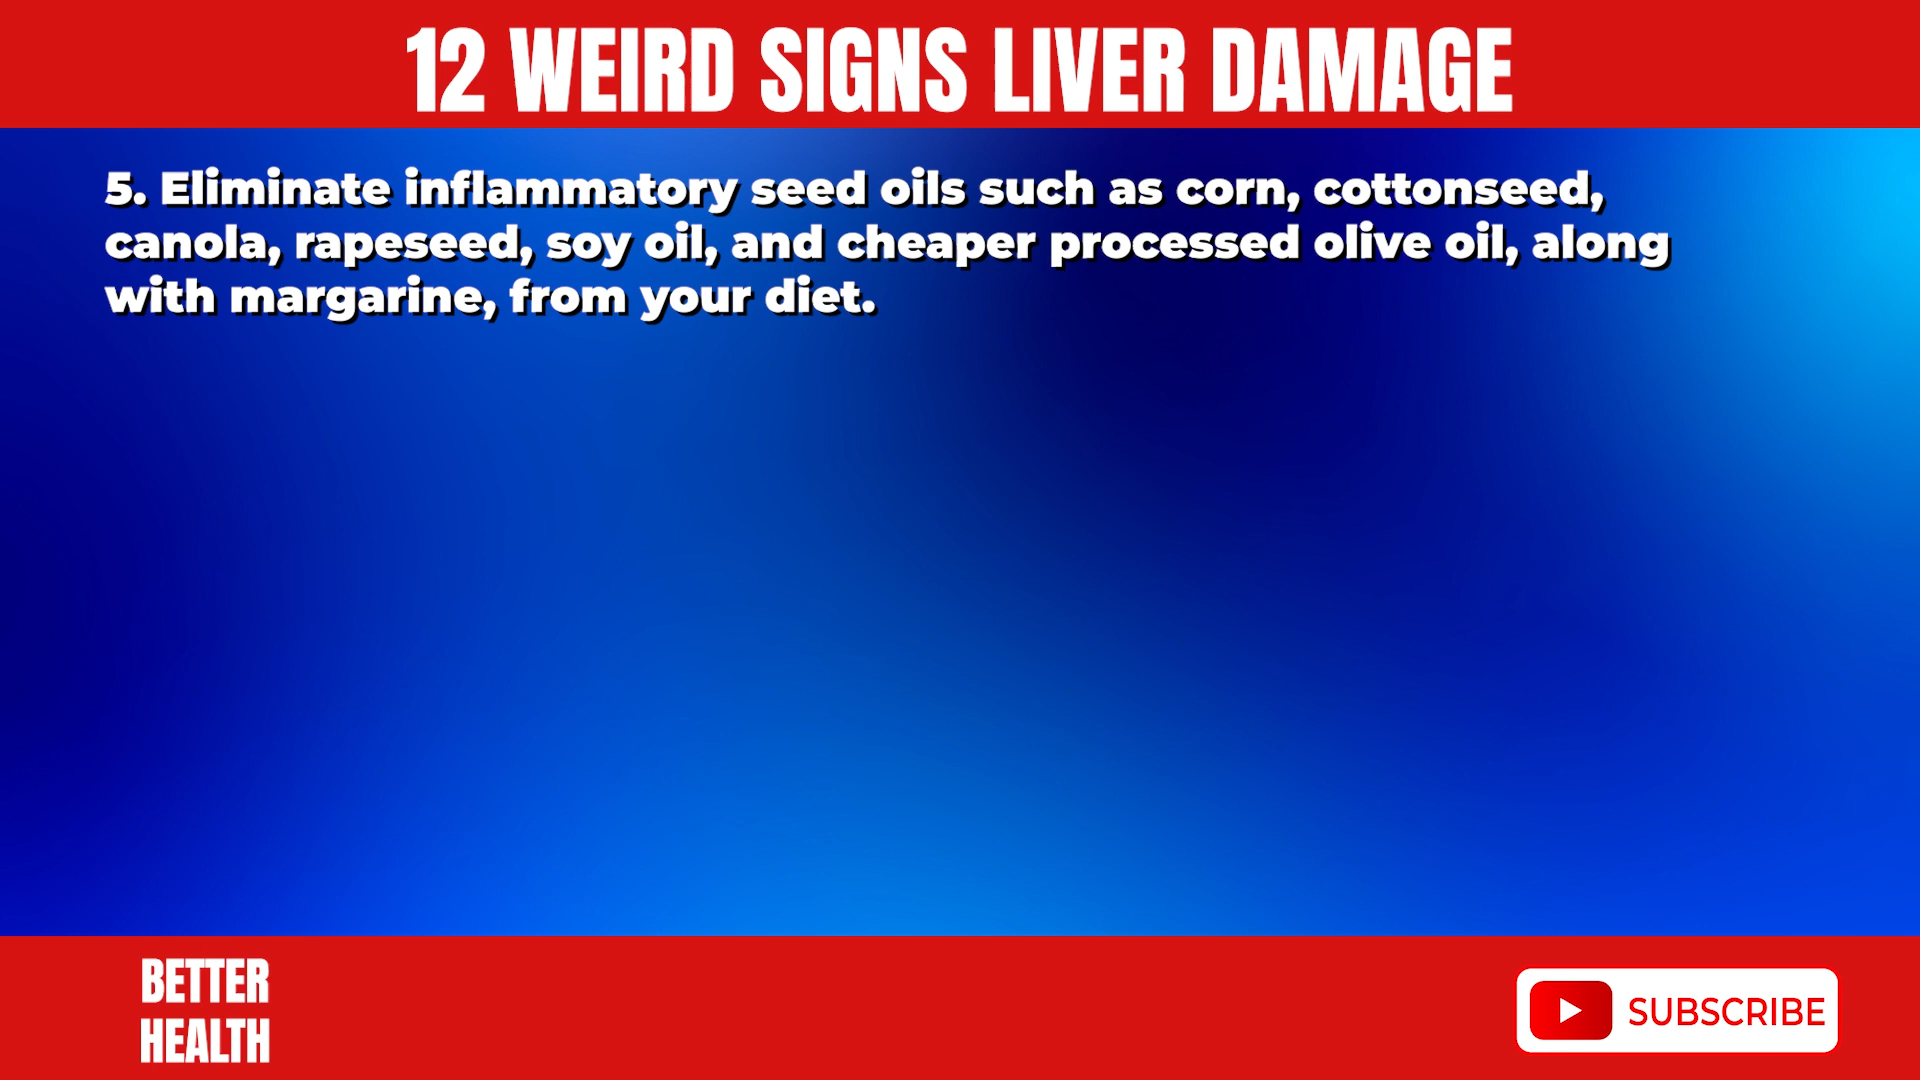 12 WEIRD SIGNS LIVER DAMAGE
5. Eliminate inflammatory seed oils such as corn, cottonseed,
canola, rapeseed, soy oil, and cheaper processed olive oil, along
with margarine, from your diet.
BETTER
HEALTH
SUBSCRIBE